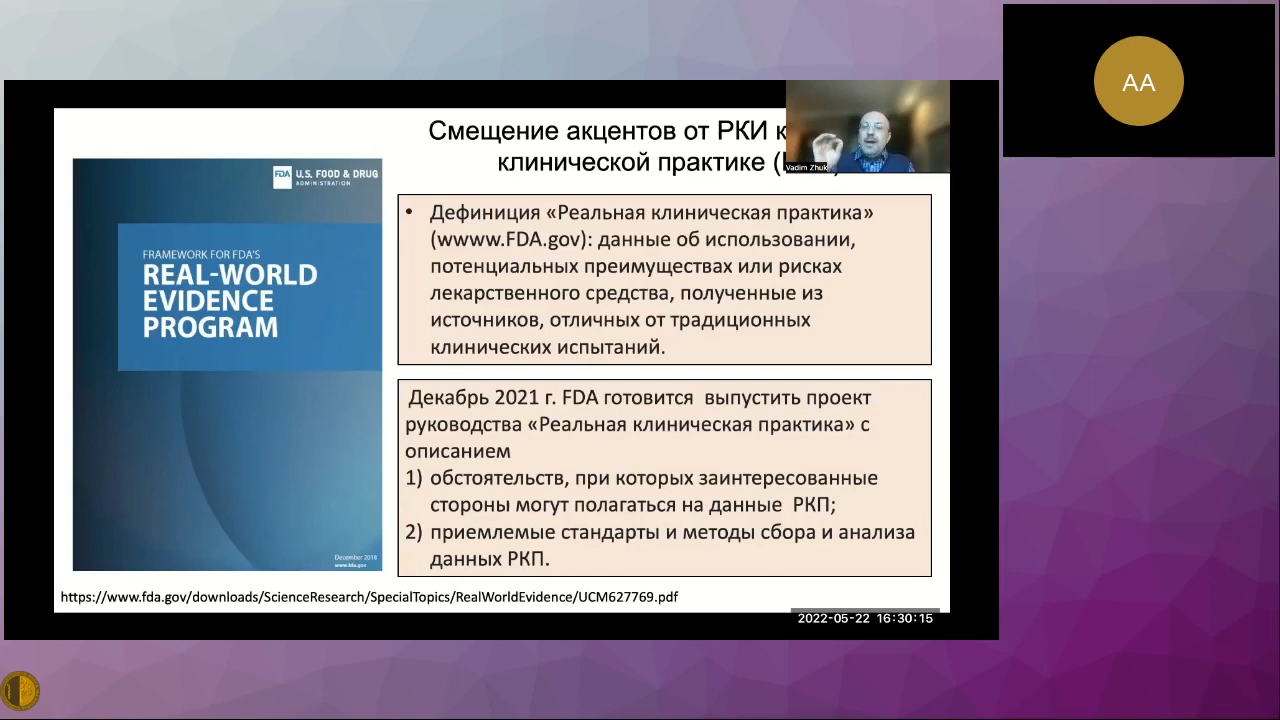 AA
Смещение акцентов от РКИ
клинической практике (
Vadim Zhuk
FDA U.S. FOOD & DRUG
ADMINISTRATION
FRAMEWORK FOR FDA'S
REAL-WORLD
EVIDENCE
PROGRAM
December 2018
www.fda.gov
• Дефиниция «Реальная клиническая практика»
(wwww.FDA.gov): данные об использовании,
потенциальных преимуществах или рисках
лекарственного средства, полученные из
источников, отличных от традиционных
клинических испытаний.
Декабрь 2021 г. FDA готовится выпустить проект
руководства «Реальная клиническая практика» с
описанием
1) обстоятельств, при которых заинтересованные
стороны могут полагаться на данные РКП;
2) приемлемые стандарты и методы сбора и анализа
данных РКП.
https://www.fda.gov/downloads/ScienceResearch/SpecialTopics/RealWorldEvidence/UCM627769.pdf
2022-05-22 16:30:15